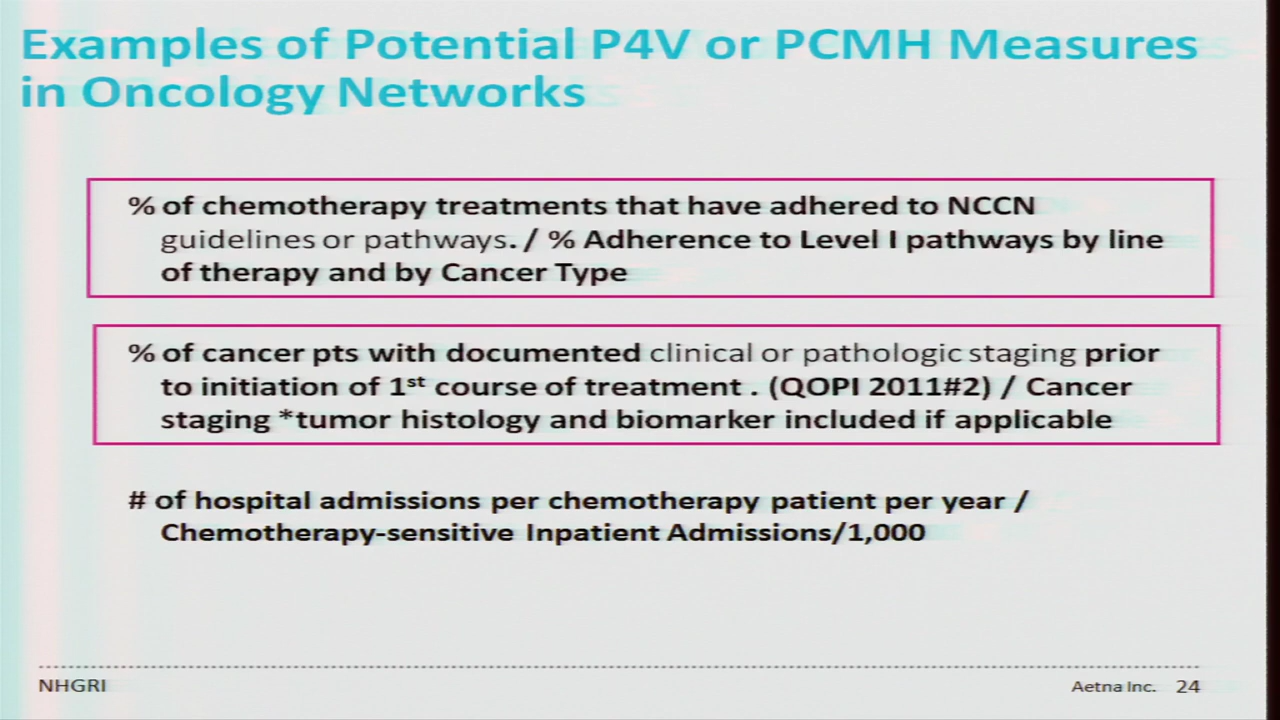 Examples of Potential P4V or PCMH Measures
in Oncology Networks
% of chemotherapy treatments that have adhered to NCCN
guidelines or pathways. / % Adherence to Level I pathways by line
of therapy and by Cancer Type
% of cancer pts with documented clinical or pathologic staging prior
to initiation of 1st course of treatment . (QOPI 2011#2) / Cancer
staging *tumor histology and biomarker included if applicable
# of hospital admissions per chemotherapy patient per year /
Chemotherapy-sensitive Inpatient Admissions/1,000
NHGRI
Aetna Inc. 24